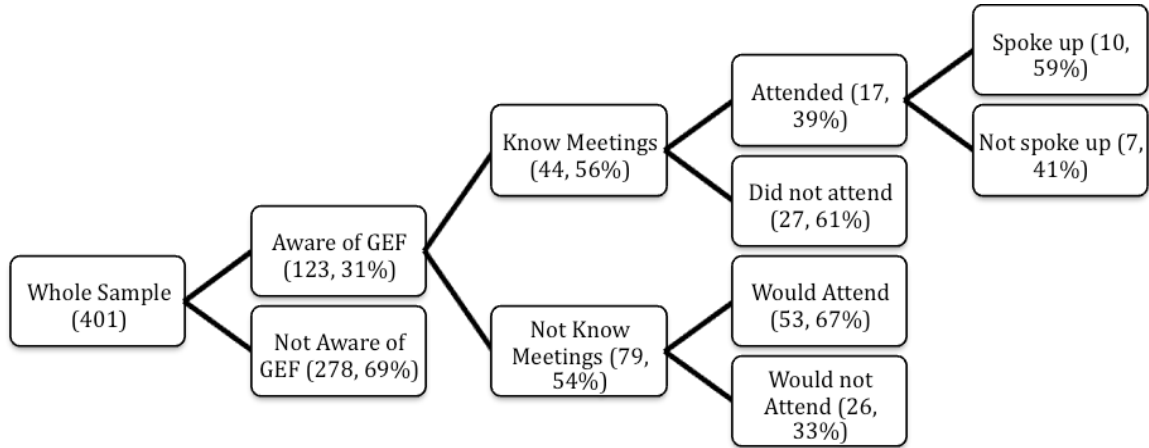 Whole Sample
(401)
Aware of GEF
(123, 31%)
Not Aware of
GEF (278, 69%)
Know Meetings
(44, 56%)
Not Know
Meetings (79,
54%)
Attended (17,
39%)
Did not attend
(27, 61%)
Would Attend
(53, 67%)
Would not
Attend (26,
33%)
Spoke up (10,
59%)
Not spoke up (7,
41%)